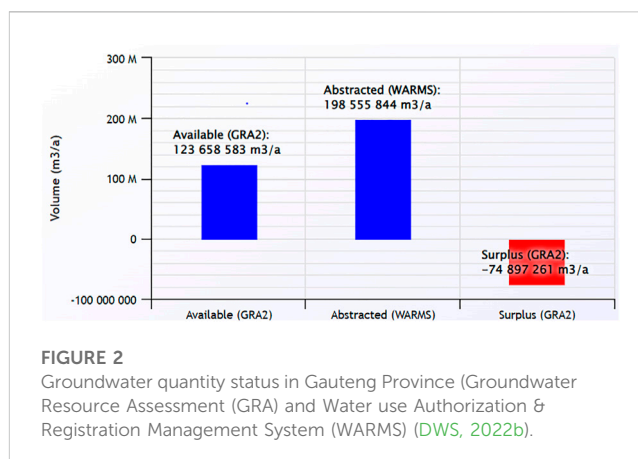 300 M
200 M
100 M
0
-100 000 000
Volume (m3/a)
Available (GRA2):
123 658 583 m3/a
Abstracted (WARMS):
198 555 844 m3/a
Surplus (GRA2):
-74 897 261 m3/a
Available (GRA2)
Abstracted (WARMS)
Surplus (GRA2)
FIGURE 2
Groundwater quantity status in Gauteng Province (Groundwater
Resource Assessment (GRA) and Water use Authorization &
Registration Management System (WARMS) (DWS, 2022b).